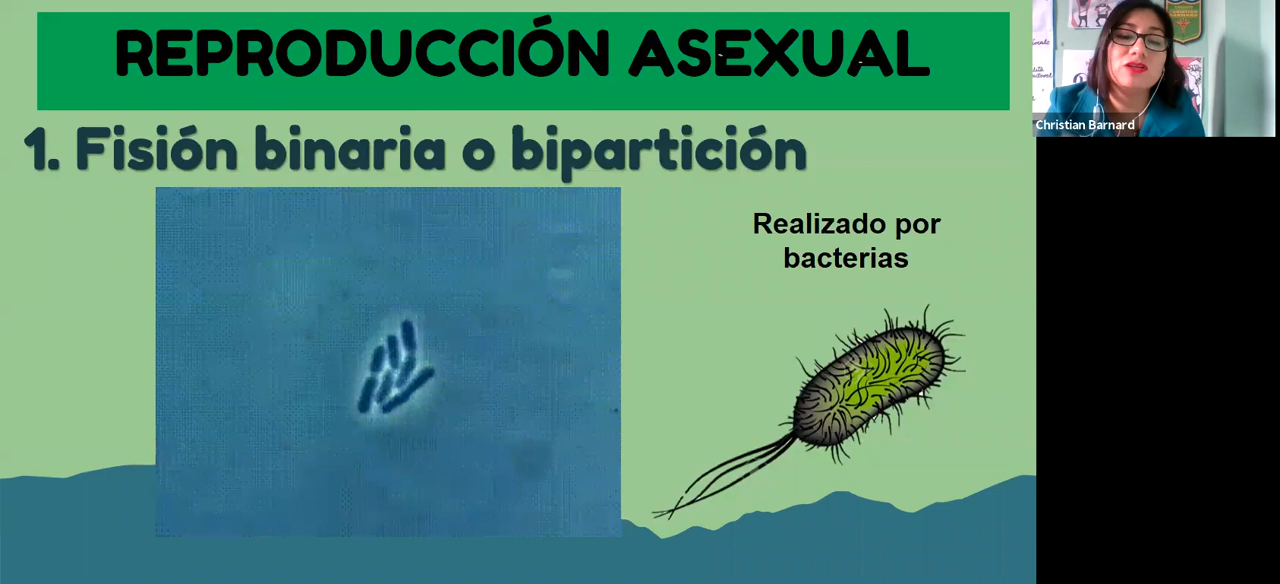 REPRODUCCIÓN ASEXUAL
1. Fisión binaria o bipartición
Realizado por
bacterias
Christian Barnard